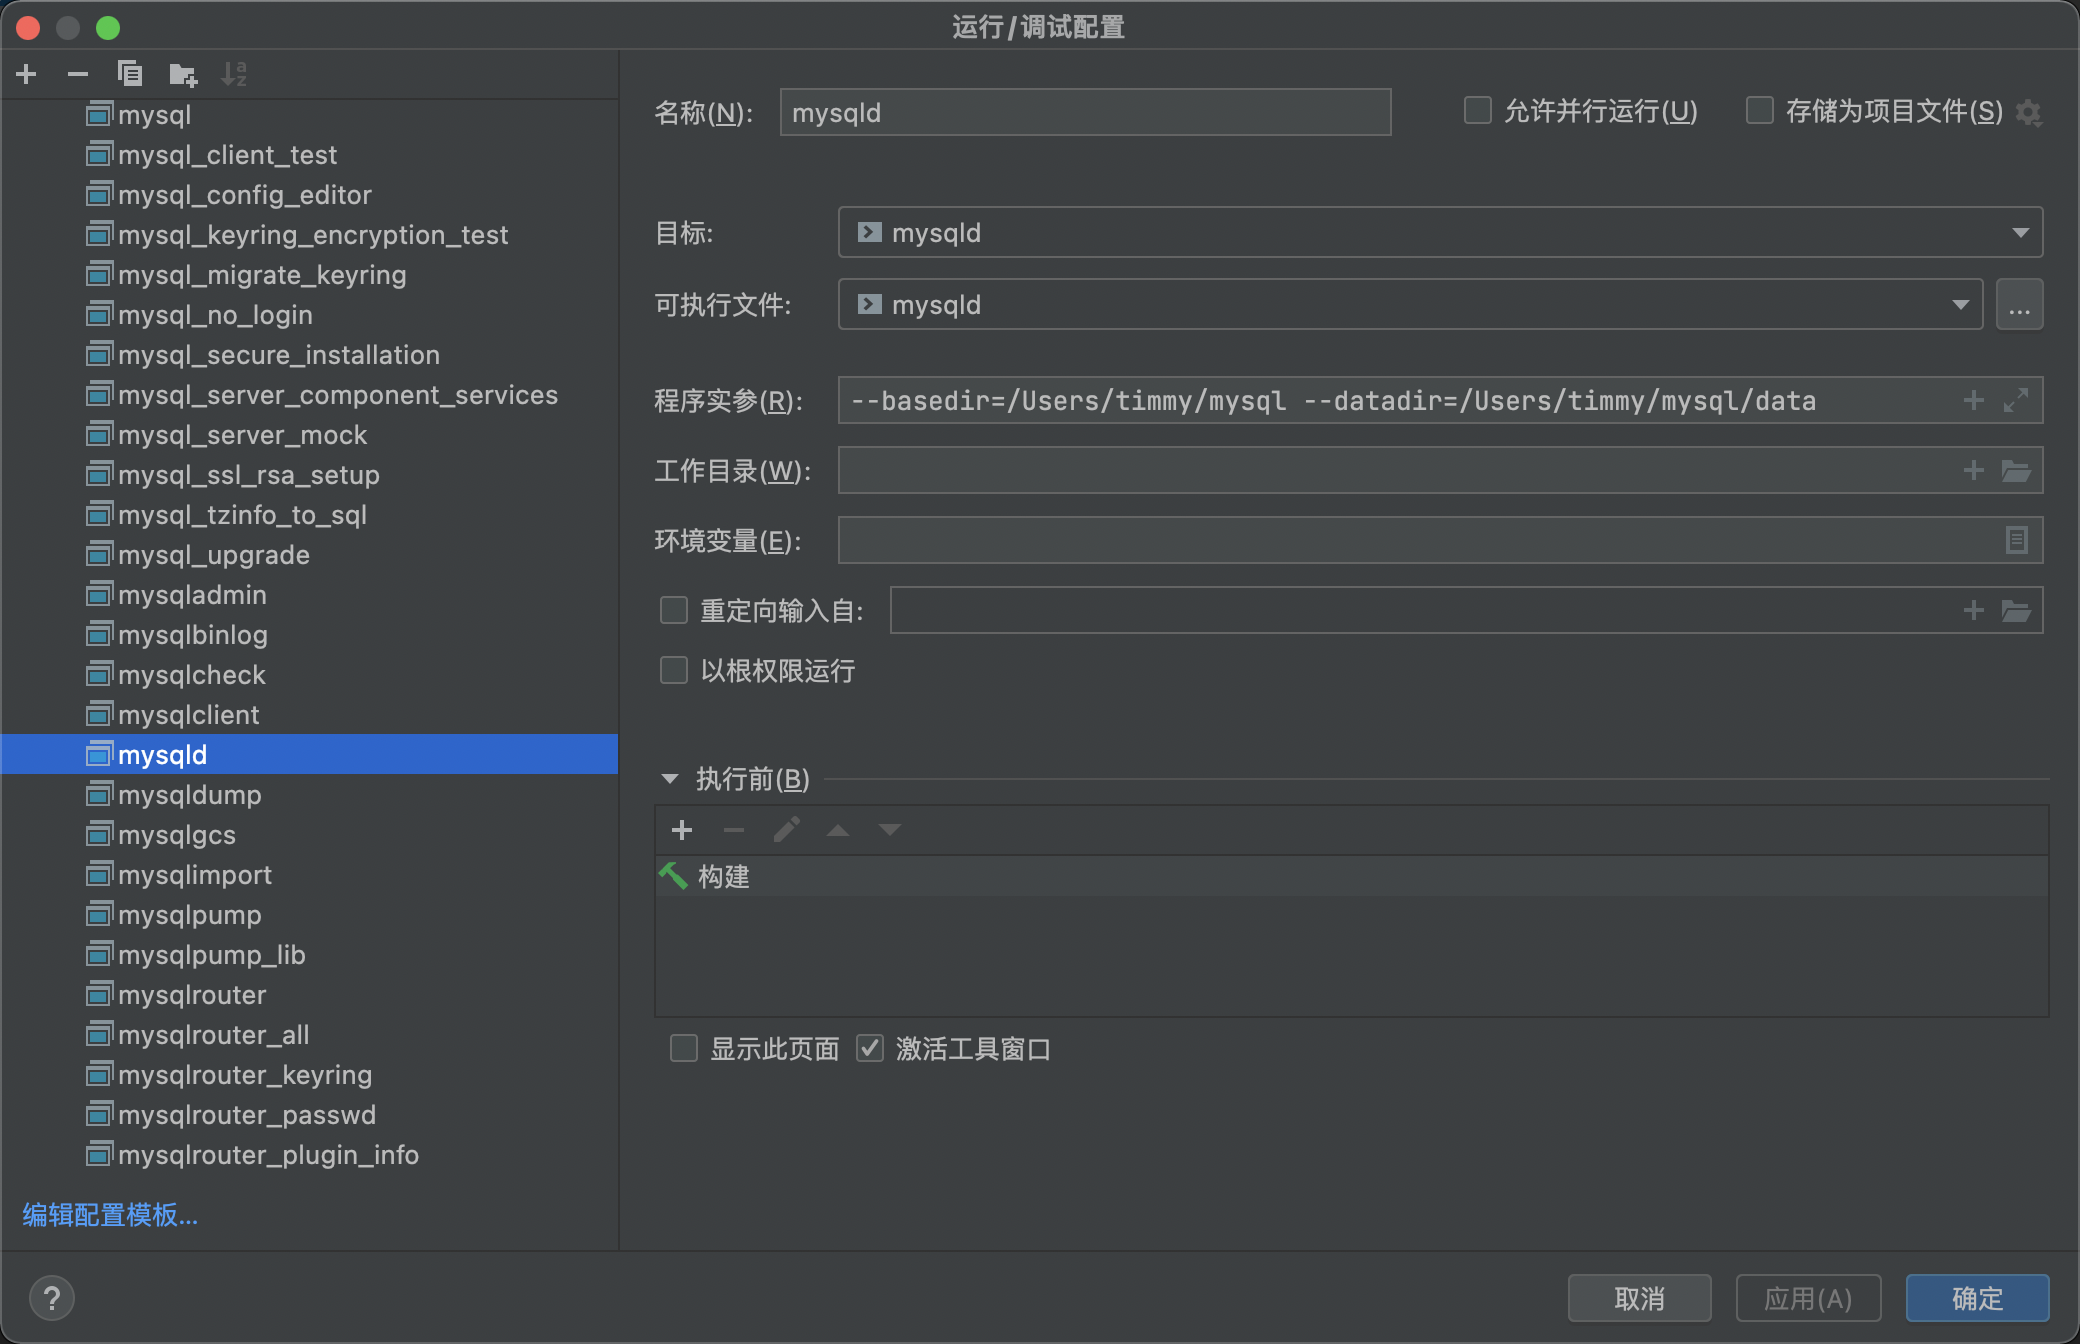 运行/调试配置
mysql
mysql_client_test
mysql_config_editor
mysql_keyring_encryption_test
mysql_migrate_keyring
mysql_no_login
mysql_secure_installation
mysql_server_component_services
mysql_server_mock
mysql_ssl_rsa_setup
mysql_tzinfo_to_sql
mysql_upgrade
mysqladmin
mysqlbinlog
mysqlcheck
mysqlclient
mysqld
mysqldump
mysqlgcs
mysqlimport
mysqlpump
mysqlpump_lib
mysqlrouter
mysqlrouter_all
mysqlrouter_keyring
mysqlrouter_passwd
mysqlrouter_plugin_info
编辑配置模板...
名称(N): mysqld 允许并行运行(U) 存储为项目文件(S)
目标: mysqld
可执行文件: mysqld ...
程序实参(R): --basedir=/Users/timmy/mysql --datadir=/Users/timmy/mysql/data
工作目录(W):
环境变量(E):
重定向输入自:
以根权限运行
执行前(B)
构建
显示此页面 激活工具窗口
? 取消 应用(A) 确定